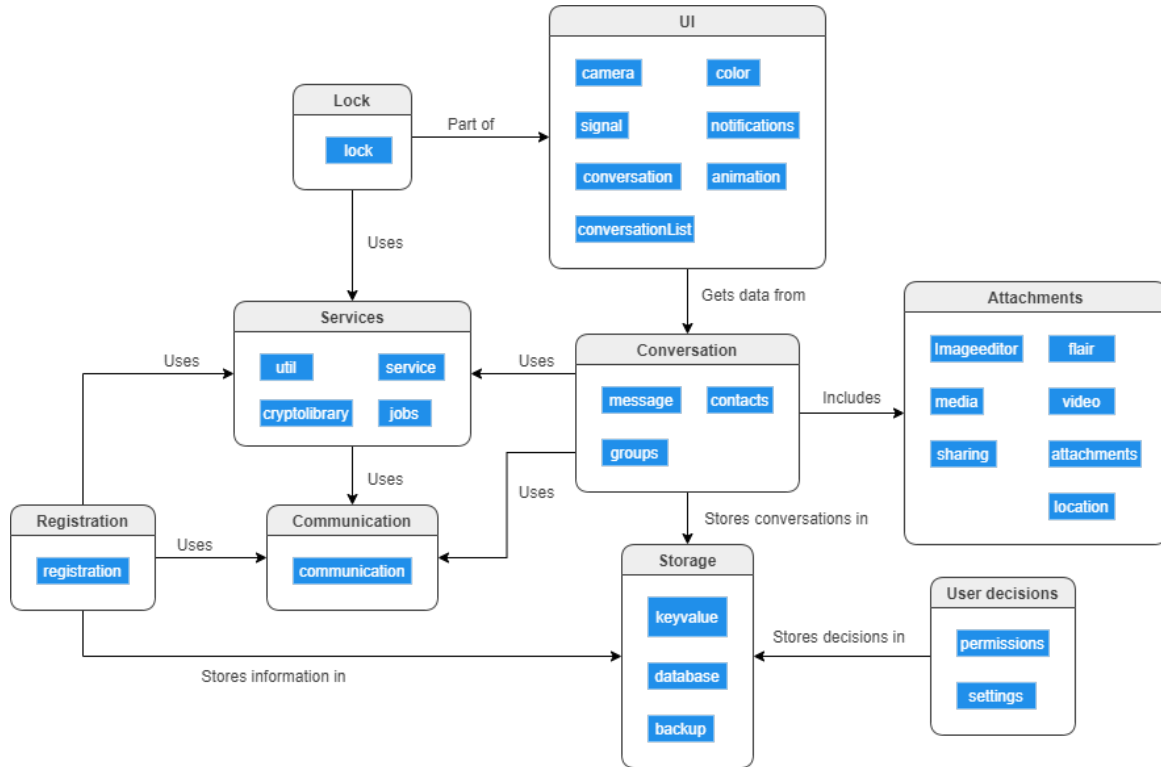 UI
camera
color
signal
notifications
conversation
animation
conversationList
Lock
lock
Part of
Uses
Gets data from
Services
util
service
cryptolibrary
jobs
Uses
Uses
Conversation
message
contacts
groups
Includes
Attachments
Imageeditor
flair
media
video
sharing
attachments
location
Uses
Uses
Stores conversations in
Registration
registration
Uses
Communication
communication
Storage
keyvalue
database
backup
Stores information in
Stores decisions in
User decisions
permissions
settings